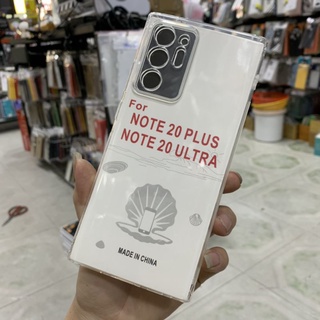 For
NOTE 20 PLUS
NOTE 20 ULTRA
MADE IN CHINA